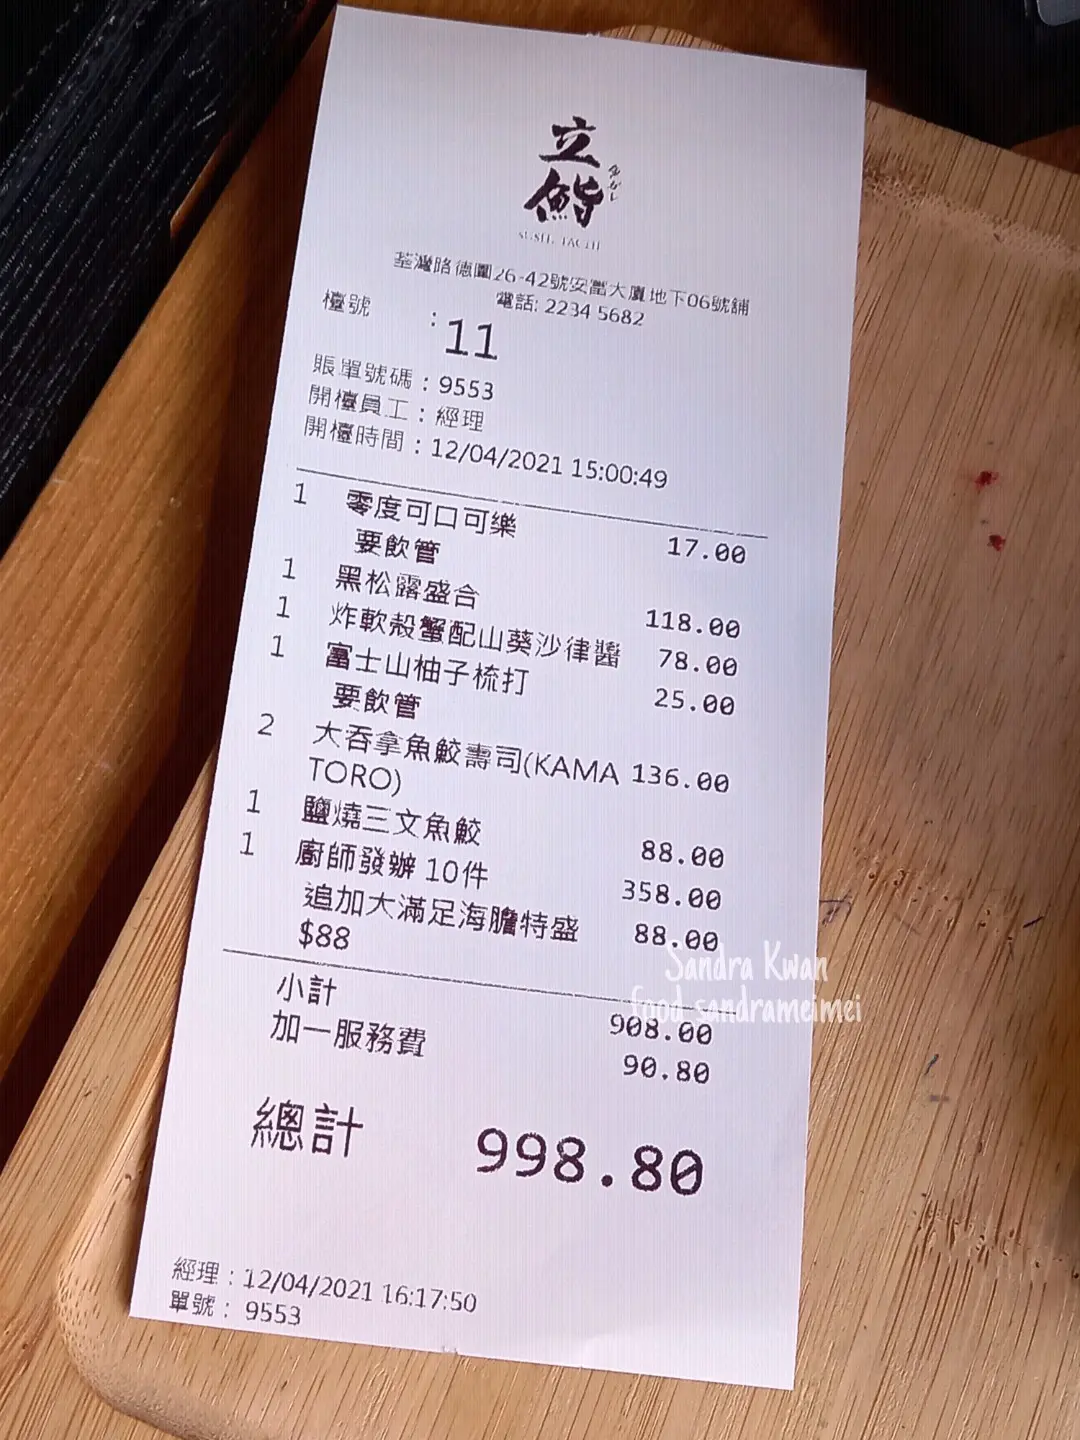 立
鮨
すし
SUSHI TACHI
荃灣路德圍26-42號安富大廈地下06號舖
電話: 2234 5682
檯號 : 11
賬單號碼 : 9553
開檯員工 : 經理
開檯時間 : 12/04/2021 15:00:49
1 零度可口可樂 17.00
要飲管
1 黑松露盛合 118.00
1 炸軟殼蟹配山葵沙律醬 78.00
1 富士山柚子梳打 25.00
要飲管
2 大吞拿魚鮫壽司(KAMA 136.00
TORO)
1 鹽燒三文魚鮫 88.00
1 廚師發辦 10件 358.00
追加大滿足海膽特盛 88.00
$88
Sandra Kwan
food_sandrameimei
小計 908.00
加一服務費 90.80
總計 998.80
經理 : 12/04/2021 16:17:50
單號 : 9553